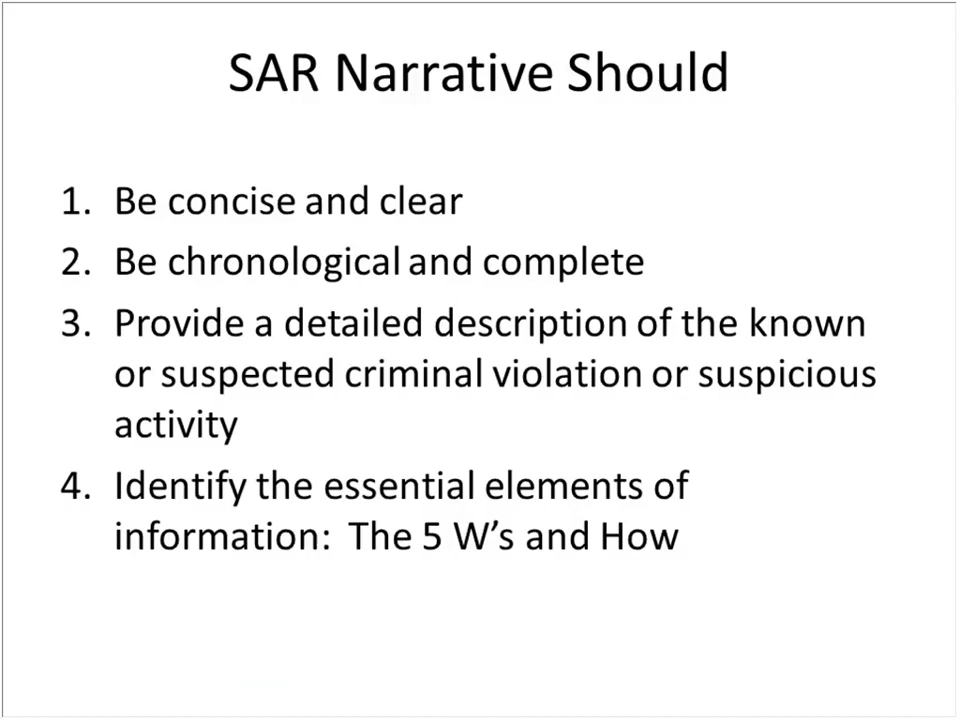 SAR Narrative Should
1. Be concise and clear
2. Be chronological and complete
3. Provide a detailed description of the known
or suspected criminal violation or suspicious
activity
4. Identify the essential elements of
information: The 5 W’s and How